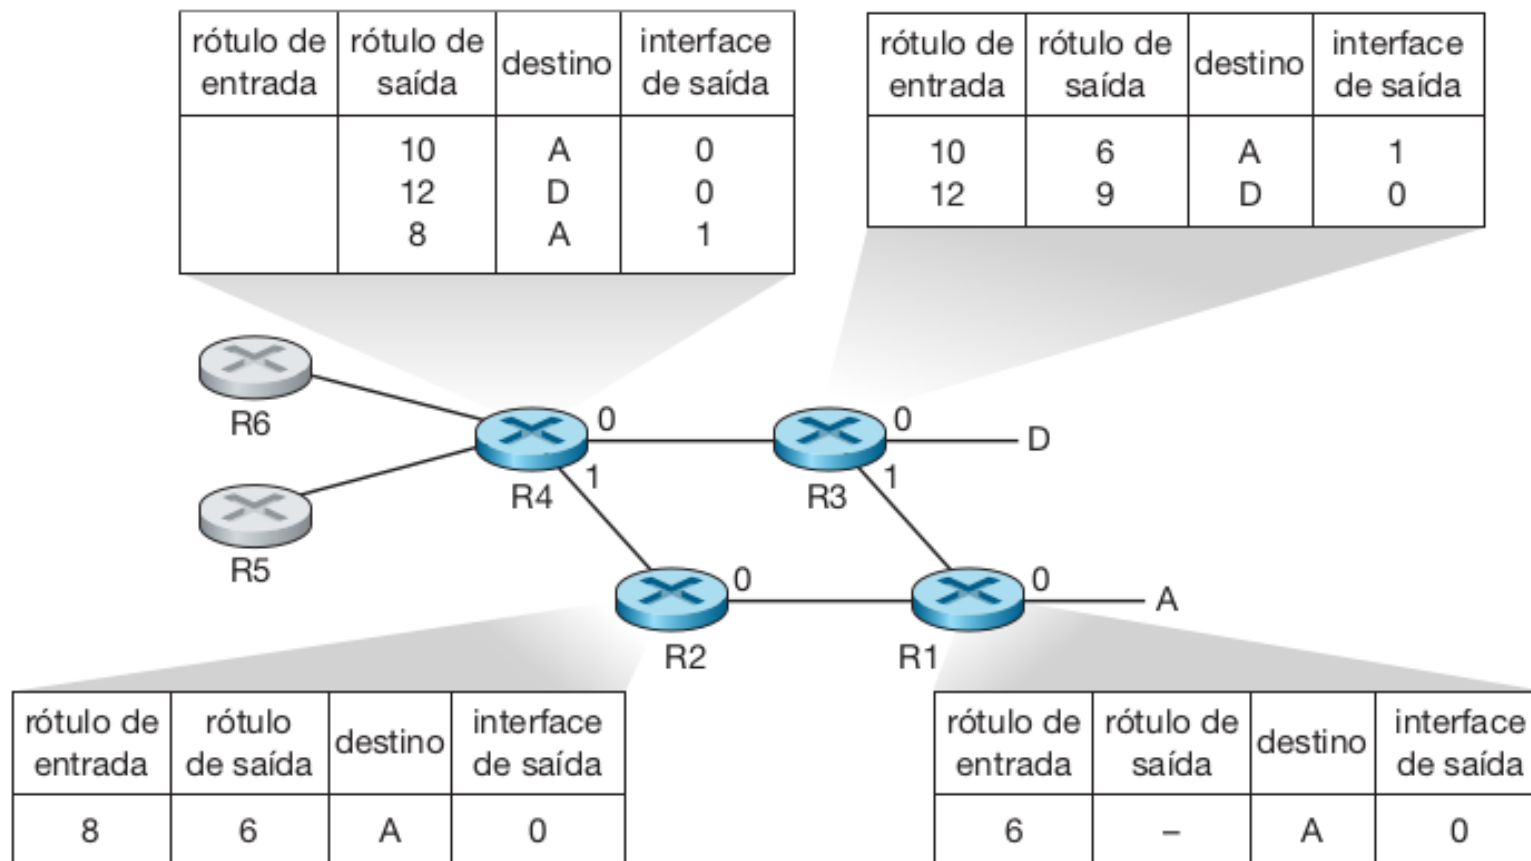 rótulo de entrada | rótulo de saída | destino | interface de saída
10 | A | 0
12 | D | 0
8 | A | 1
rótulo de entrada | rótulo de saída | destino | interface de saída
10 | 6 | A | 1
12 | 9 | D | 0
R6
R5
0
1
R4
0
1
R3
D
0
R2
0
R1
A
rótulo de entrada | rótulo de saída | destino | interface de saída
8 | 6 | A | 0
rótulo de entrada | rótulo de saída | destino | interface de saída
6 | – | A | 0